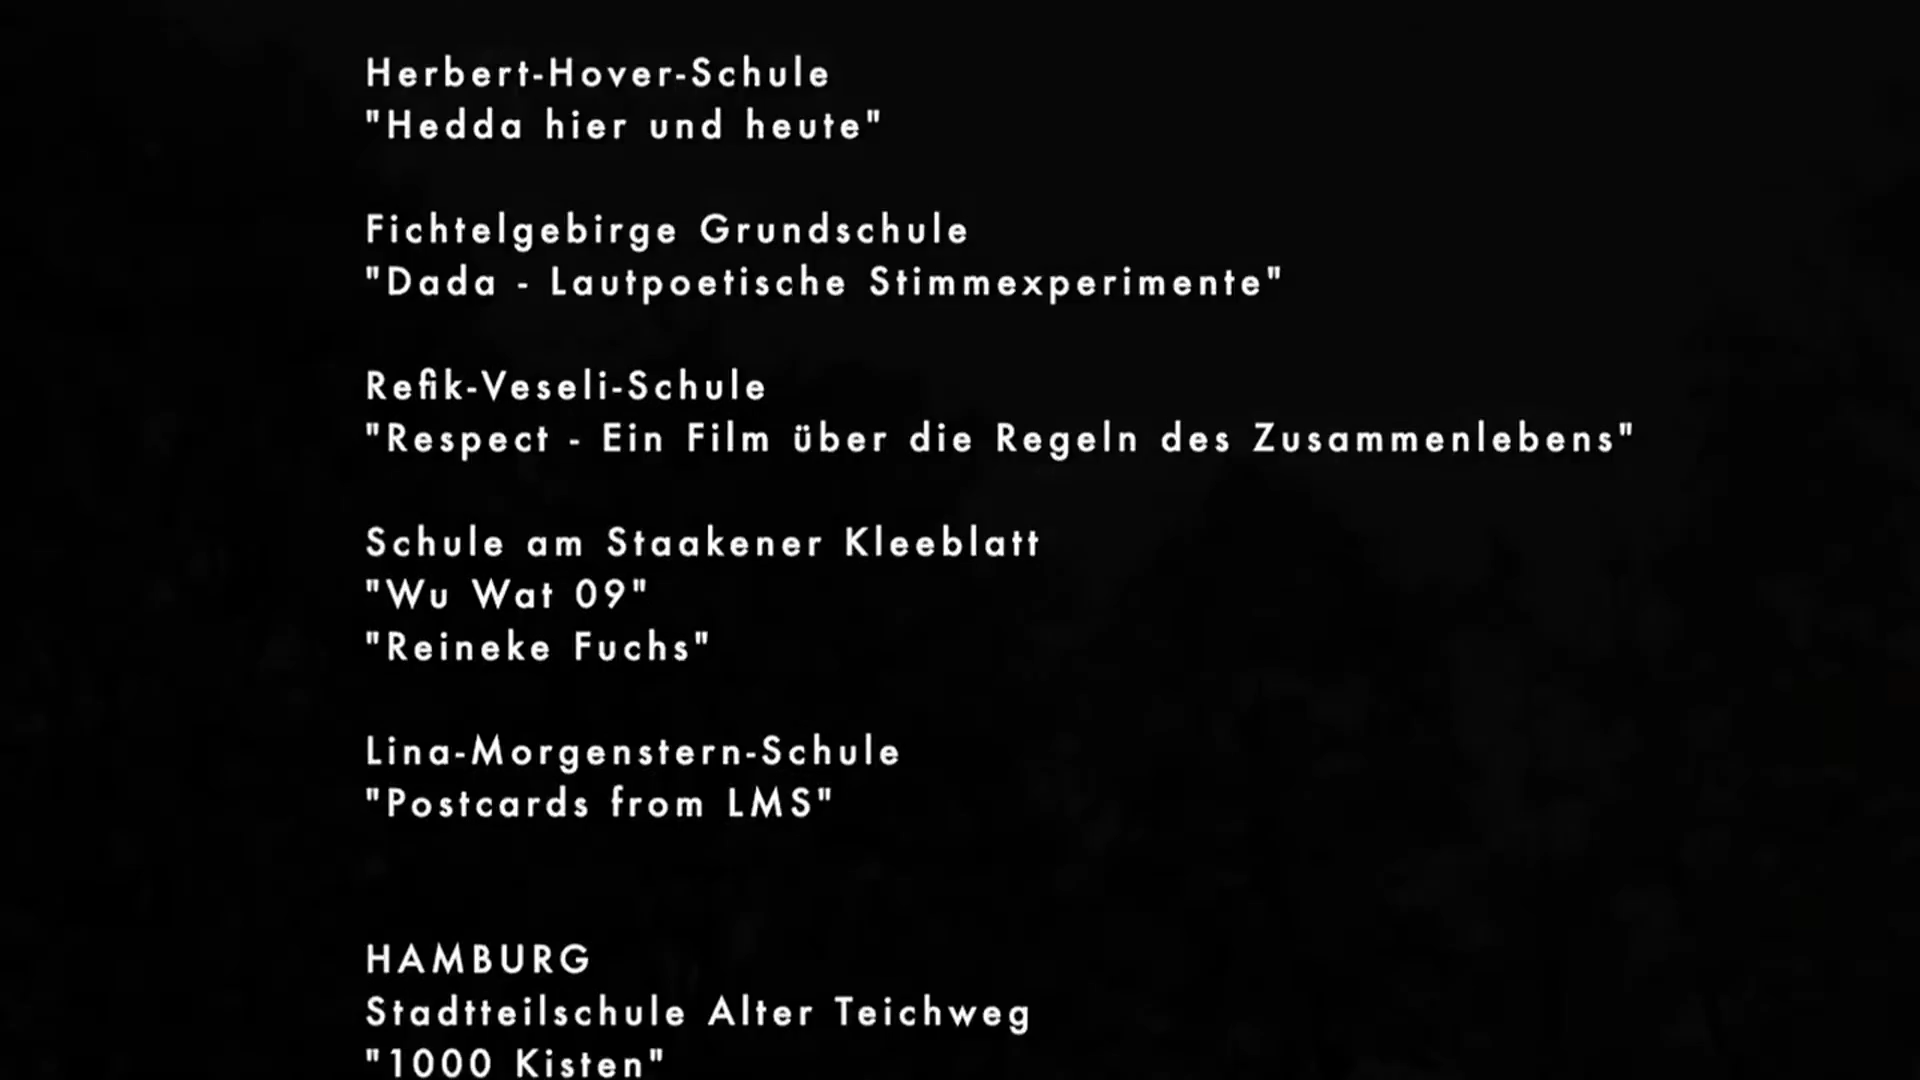 Herbert-Hover-Schule
"Hedda hier und heute"
Fichtelgebirge Grundschule
"Dada - Lautpoetische Stimmexperimente"
Refik-Veseli-Schule
"Respect - Ein Film über die Regeln des Zusammenlebens"
Schule am Staakener Kleeblatt
"Wu Wat 09"
"Reineke Fuchs"
Lina-Morgenstern-Schule
"Postcards from LMS"
HAMBURG
Stadtteilschule Alter Teichweg
"1000 Kisten"